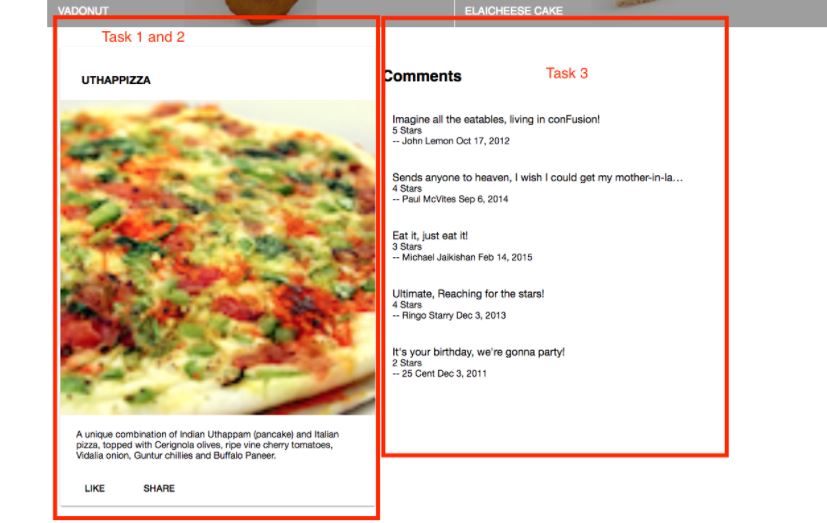 VADONUT
ELAICHEESE CAKE
Task 1 and 2
UTHAPPIZZA
A unique combination of Indian Uthappam (pancake) and Italian
pizza, topped with Cerignola olives, ripe vine cherry tomatoes,
Vidalia onion, Guntur chillies and Buffalo Paneer.
LIKE SHARE
Task 3
Comments
Imagine all the eatables, living in conFusion!
5 Stars
-- John Lemon Oct 17, 2012
Sends anyone to heaven, I wish I could get my mother-in-la...
4 Stars
-- Paul McVites Sep 6, 2014
Eat it, just eat it!
3 Stars
-- Michael Jaikishan Feb 14, 2015
Ultimate, Reaching for the stars!
4 Stars
-- Ringo Starry Dec 3, 2013
It's your birthday, we're gonna party!
2 Stars
-- 25 Cent Dec 3, 2011